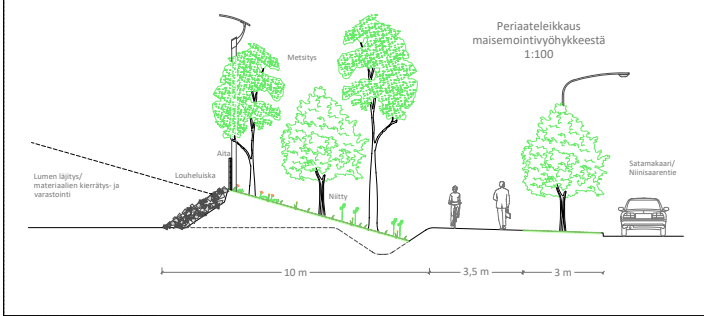 Periaateleikkaus
maisemointivyöhykkeestä
1:100
Metsitys
Aita
Louheluiska
Lumen läjitys/
materiaalien kierrätys- ja
varastointi
Niitty
Satamakaari/
Niinisaarentie
10 m
3,5 m
3 m